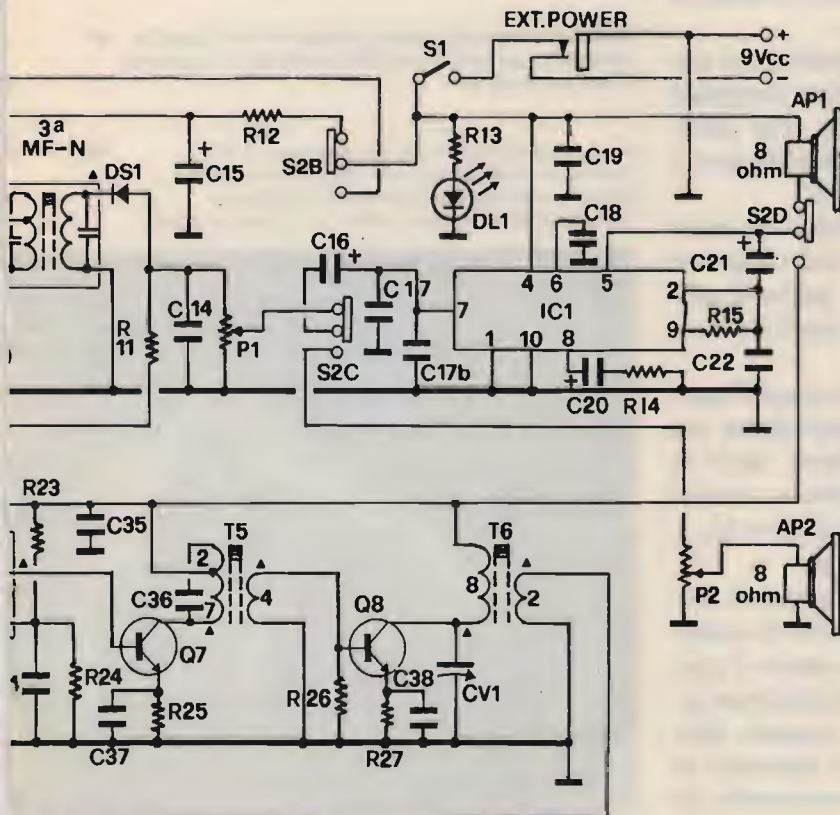 EXT.POWER
S1
+
9Vcc
-
AP1
3ª
MF-N
R12
R13
8
ohm
DS1
+
C15
S2B
C19
DL1
C18
S2D
C16
+
+
C21
4
6
5
C17
2
IC1
R15
7
9
C14
R
11
P1
1
10
8
S2C
C17b
C22
+
C20
R14
R23
C35
T5
T6
AP2
2
C36
8
P2
8
ohm
7
4
Q8
2
Q7
R24
C38
R26
CV1
R25
C37
R27